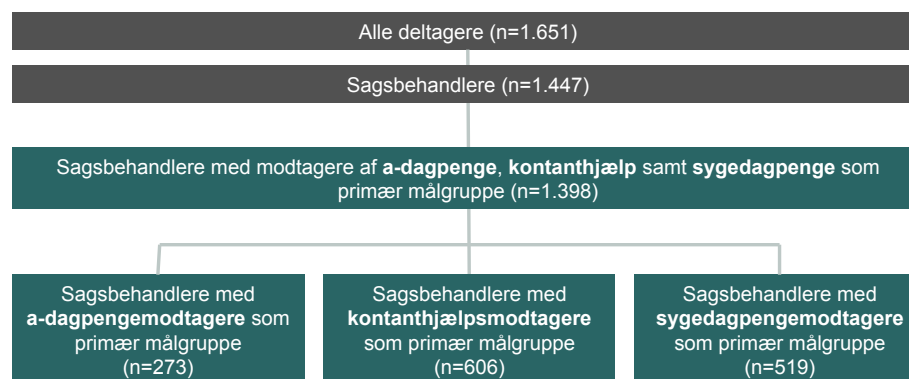 Alle deltagere (n=1.651)
Sagsbehandlere (n=1.447)
Sagsbehandlere med modtagere af a-dagpenge, kontanthjælp samt sygedagpenge som
primær målgruppe (n=1.398)
Sagsbehandlere med
a-dagpengemodtagere som
primær målgruppe
(n=273)
Sagsbehandlere med
kontanthjælpsmodtagere
som primær målgruppe
(n=606)
Sagsbehandlere med
sygedagpengemodtagere
som primær målgruppe
(n=519)